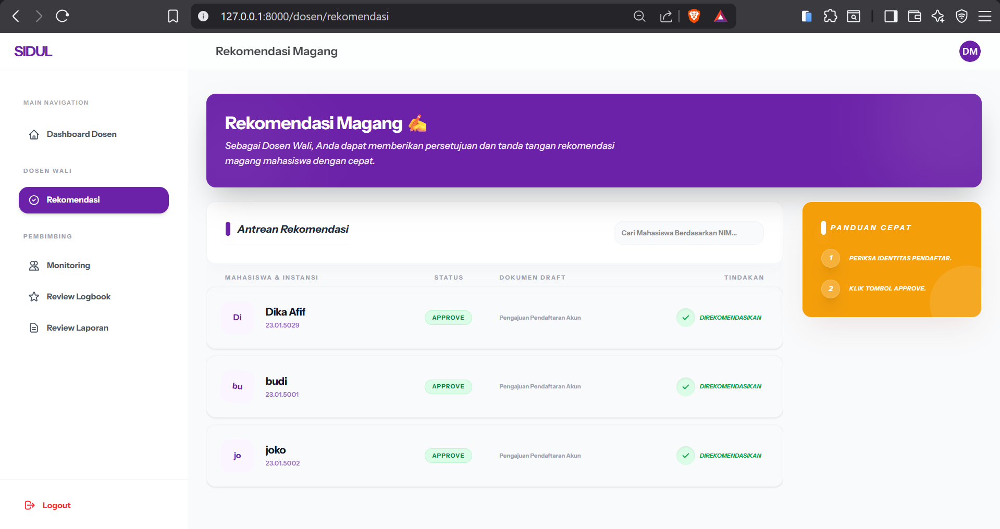 127.0.0.1:8000/dosen/rekomendasi
SIDUL
Rekomendasi Magang
DM
MAIN NAVIGATION
Dashboard Dosen
DOSEN WALI
Rekomendasi
PEMBIMBING
Monitoring
Review Logbook
Review Laporan
Logout
Rekomendasi Magang ✍️
Sebagai Dosen Wali, Anda dapat memberikan persetujuan dan tanda tangan rekomendasi
magang mahasiswa dengan cepat.
Antrean Rekomendasi
Cari Mahasiswa Berdasarkan NIM...
MAHASISWA & INSTANSI STATUS DOKUMEN DRAFT TINDAKAN
Di Dika Afif APPROVE Pengajuan Pendaftaran Akun DIREKOMENDASIKAN
23.01.5029
bu budi APPROVE Pengajuan Pendaftaran Akun DIREKOMENDASIKAN
23.01.5001
jo joko APPROVE Pengajuan Pendaftaran Akun DIREKOMENDASIKAN
23.01.5002
PANDUAN CEPAT
1 PERIKSA IDENTITAS PENDAFTAR.
2 KLIK TOMBOL APPROVE.